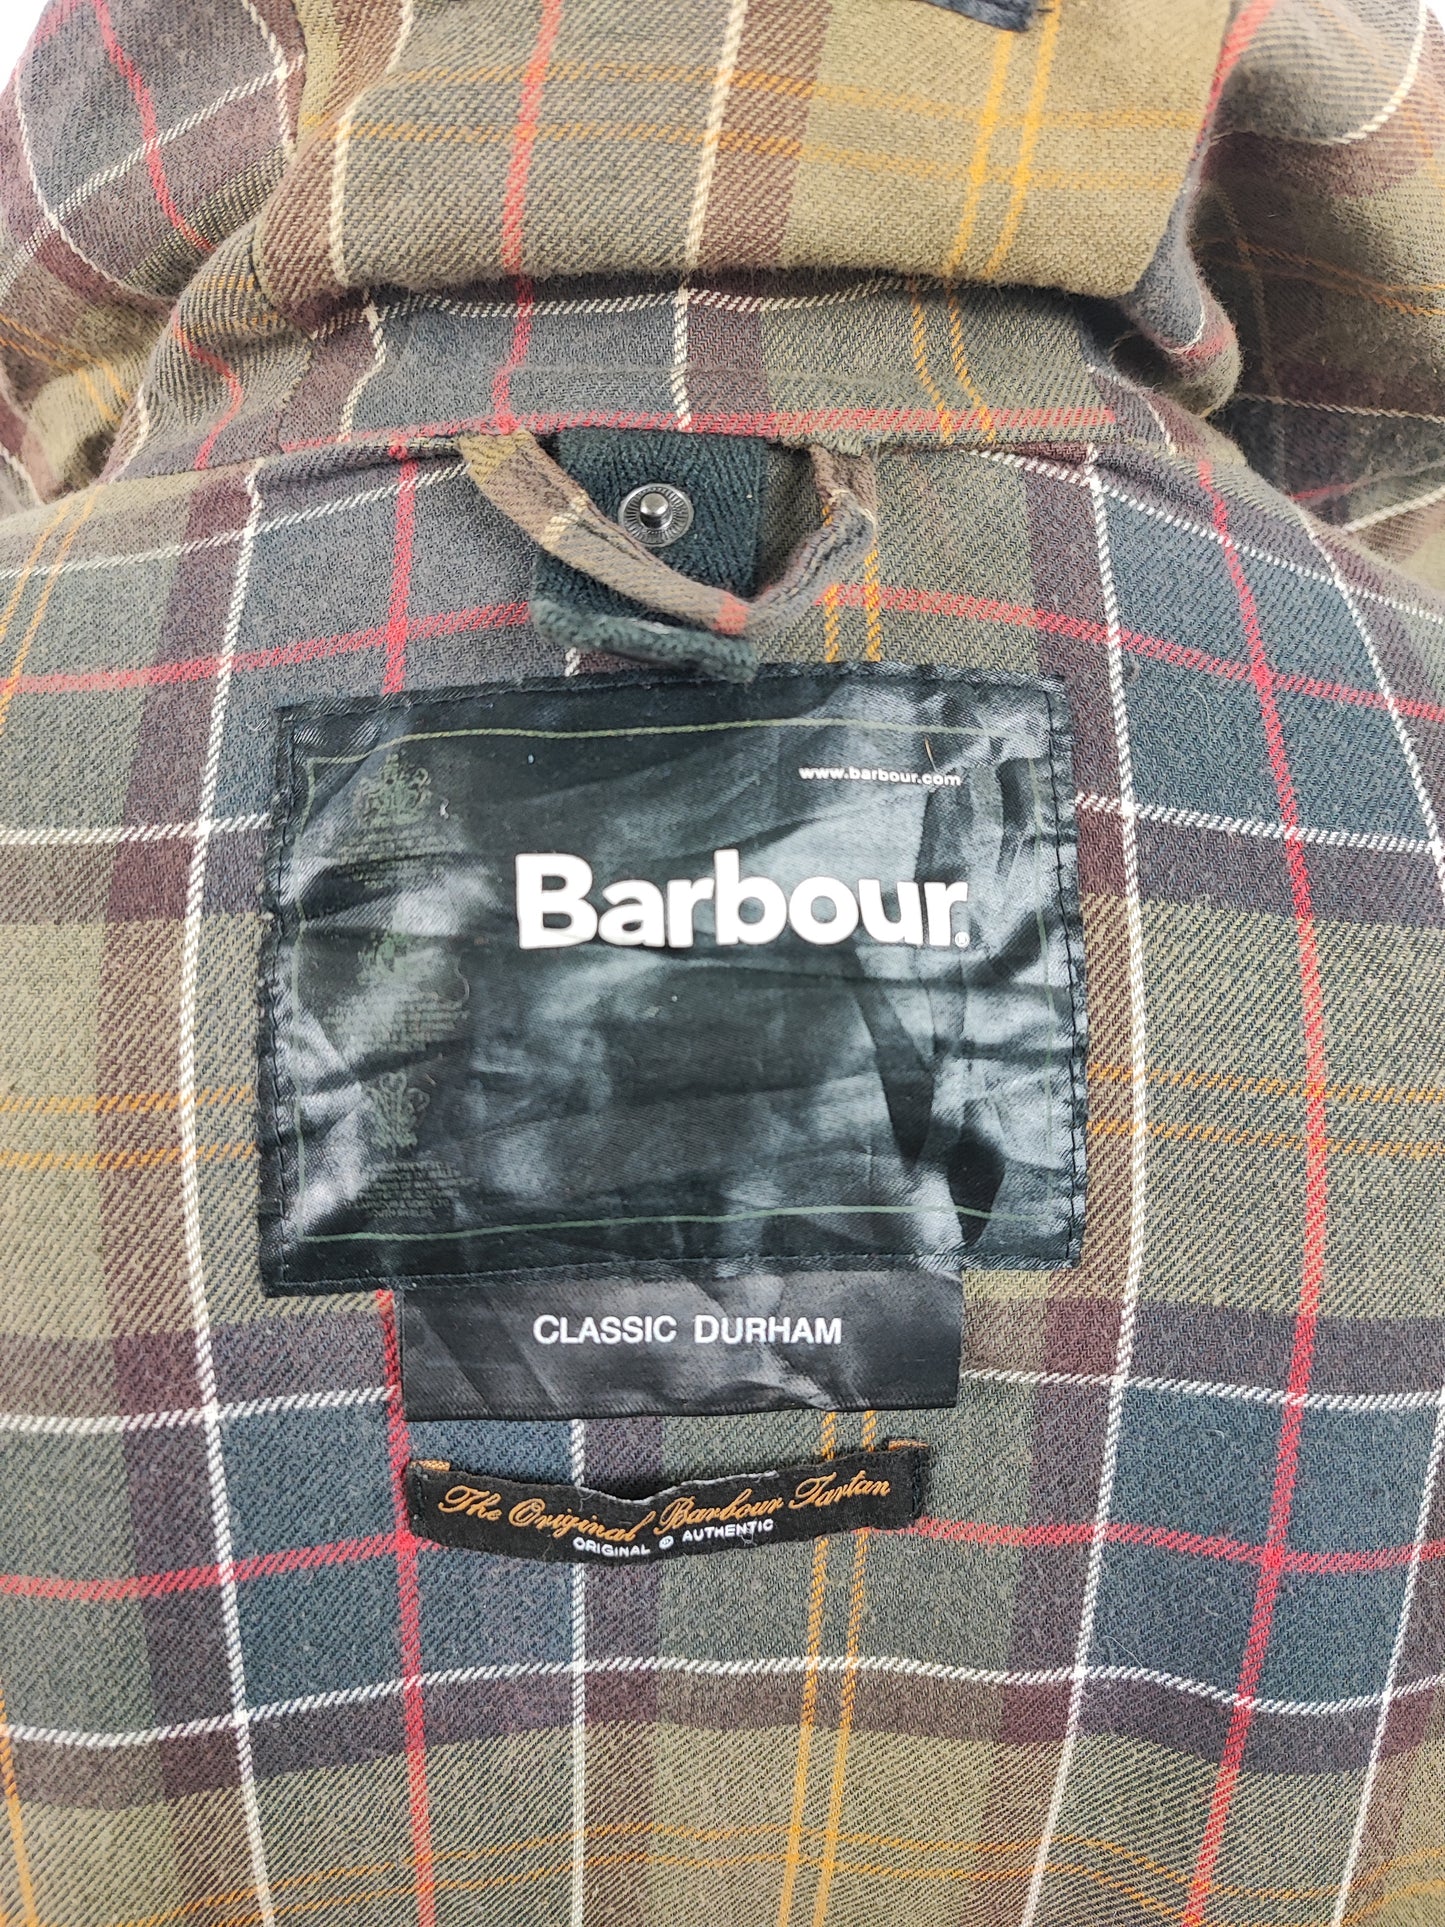 www.barbour.com
Barbour®
CLASSIC DURHAM
The Original Barbour Tartan
ORIGINAL AUTHENTIC